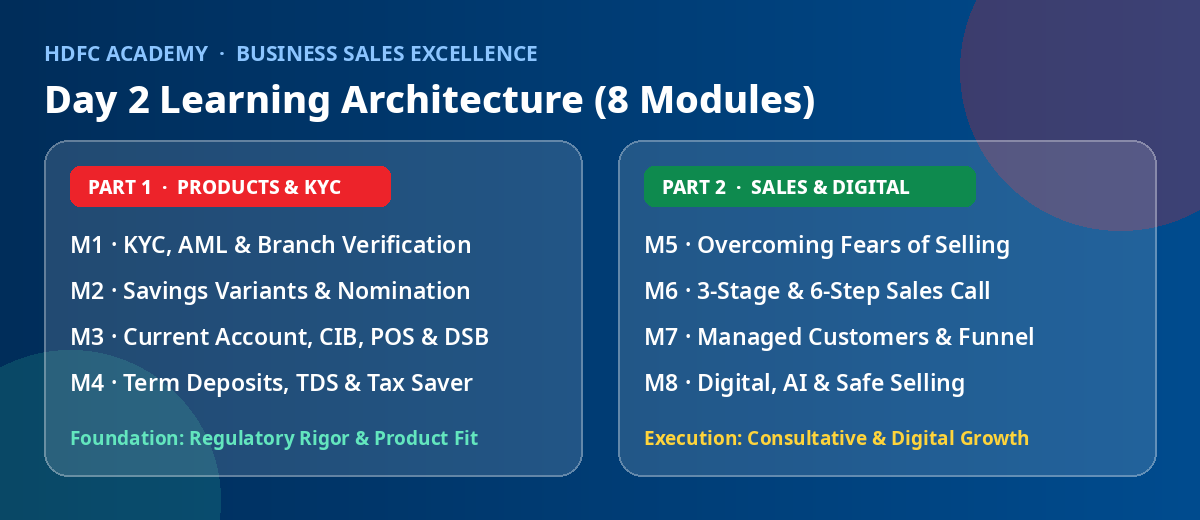 HDFC ACADEMY · BUSINESS SALES EXCELLENCE
Day 2 Learning Architecture (8 Modules)
PART 1 · PRODUCTS & KYC
M1 · KYC, AML & Branch Verification
M2 · Savings Variants & Nomination
M3 · Current Account, CIB, POS & DSB
M4 · Term Deposits, TDS & Tax Saver
Foundation: Regulatory Rigor & Product Fit
PART 2 · SALES & DIGITAL
M5 · Overcoming Fears of Selling
M6 · 3-Stage & 6-Step Sales Call
M7 · Managed Customers & Funnel
M8 · Digital, AI & Safe Selling
Execution: Consultative & Digital Growth